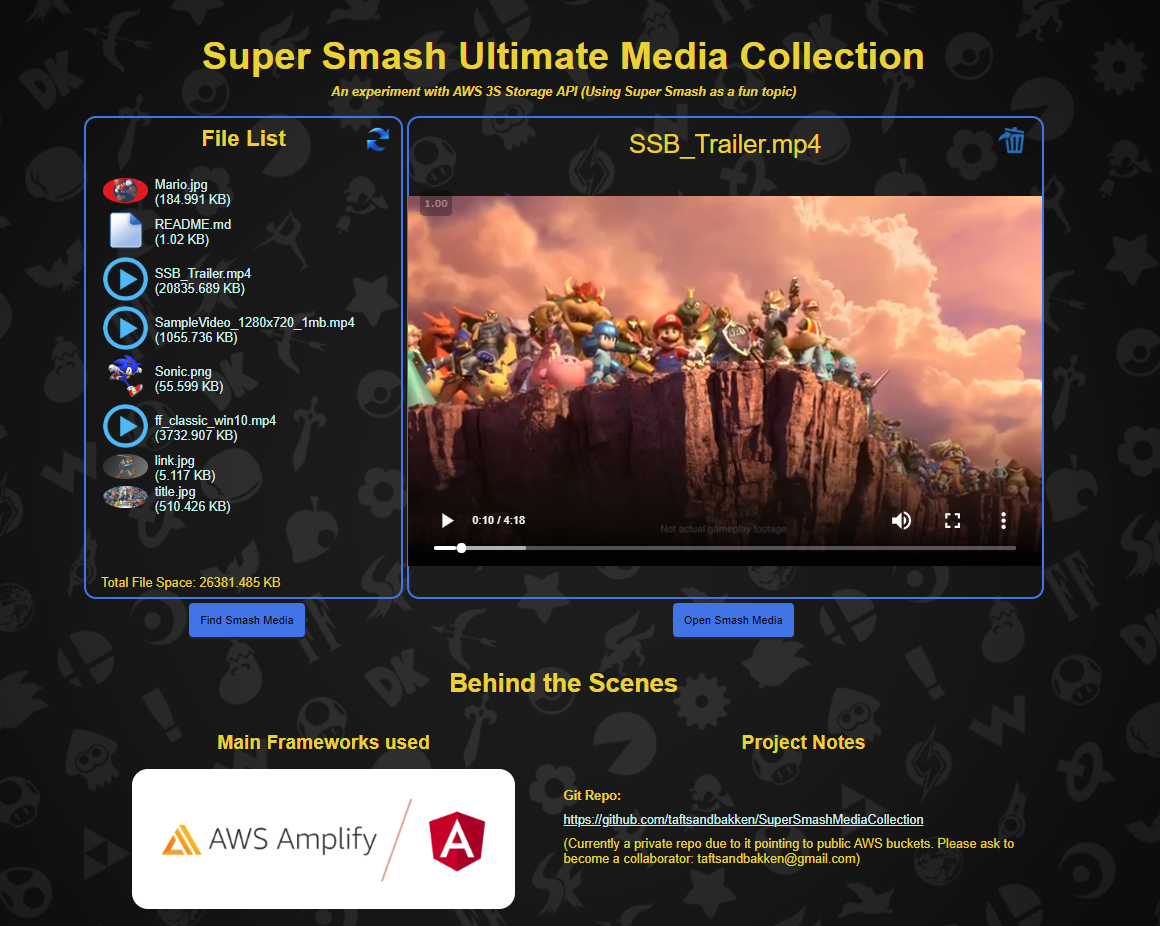 Super Smash Ultimate Media Collection
An experiment with AWS 3S Storage API (Using Super Smash as a fun topic)
File List
Mario.jpg
(184.991 KB)
README.md
(1.02 KB)
SSB_Trailer.mp4
(20835.689 KB)
SampleVideo_1280x720_1mb.mp4
(1055.736 KB)
Sonic.png
(55.599 KB)
ff_classic_win10.mp4
(3732.907 KB)
link.jpg
(5.117 KB)
title.jpg
(510.426 KB)
Total File Space: 26381.485 KB
Find Smash Media
SSB_Trailer.mp4
1.00
0:10 / 4:18
Not actual gameplay footage
Open Smash Media
Behind the Scenes
Main Frameworks used
AWS Amplify
A
Project Notes
Git Repo:
https://github.com/taftsandbakken/SuperSmashMediaCollection
(Currently a private repo due to it pointing to public AWS buckets. Please ask to
become a collaborator: taftsandbakken@gmail.com)
DK
DK
DK